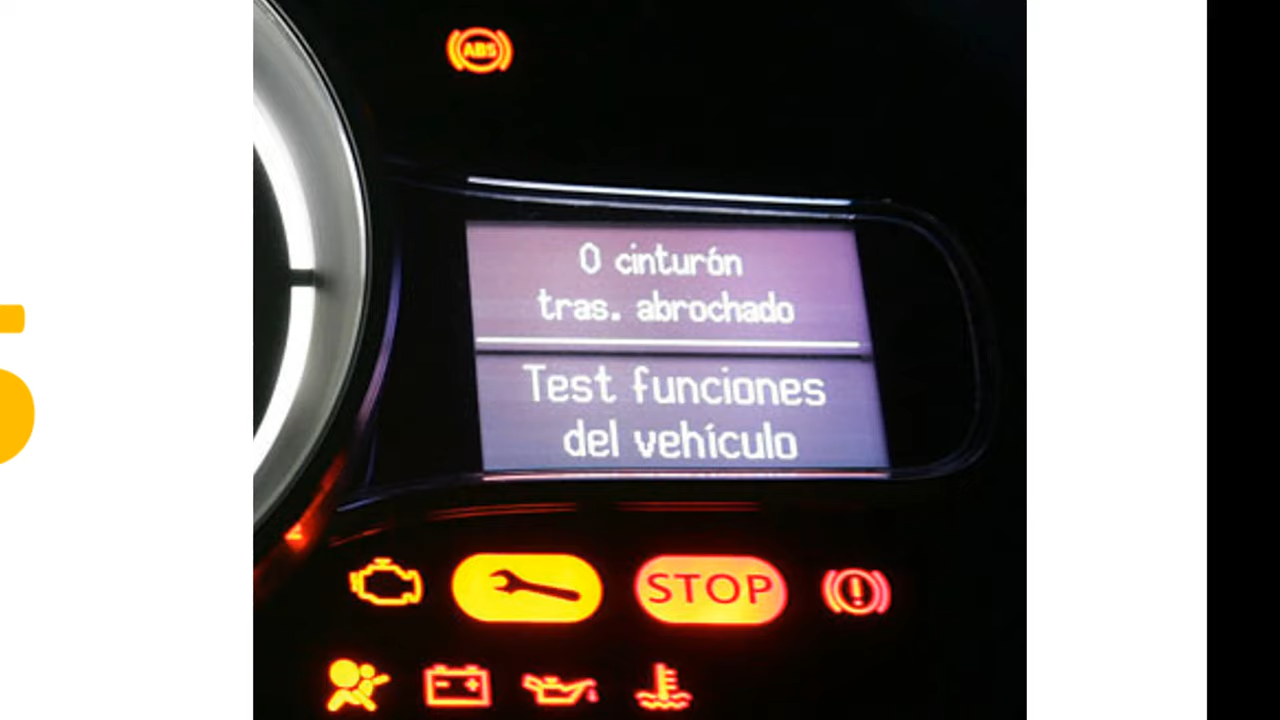 ABS
0 cinturón
tras. abrochado
Test funciones
del vehículo
STOP